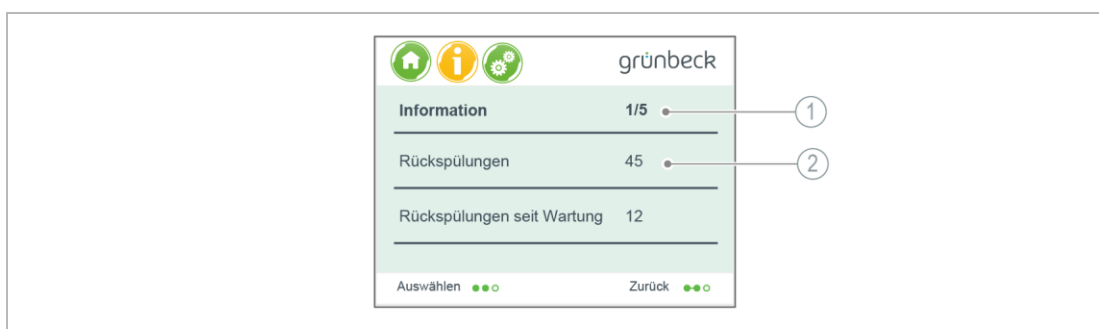 grünbeck
Information 1/5 1
Rückspülungen 45 2
Rückspülungen seit Wartung 12
Auswählen Zurück